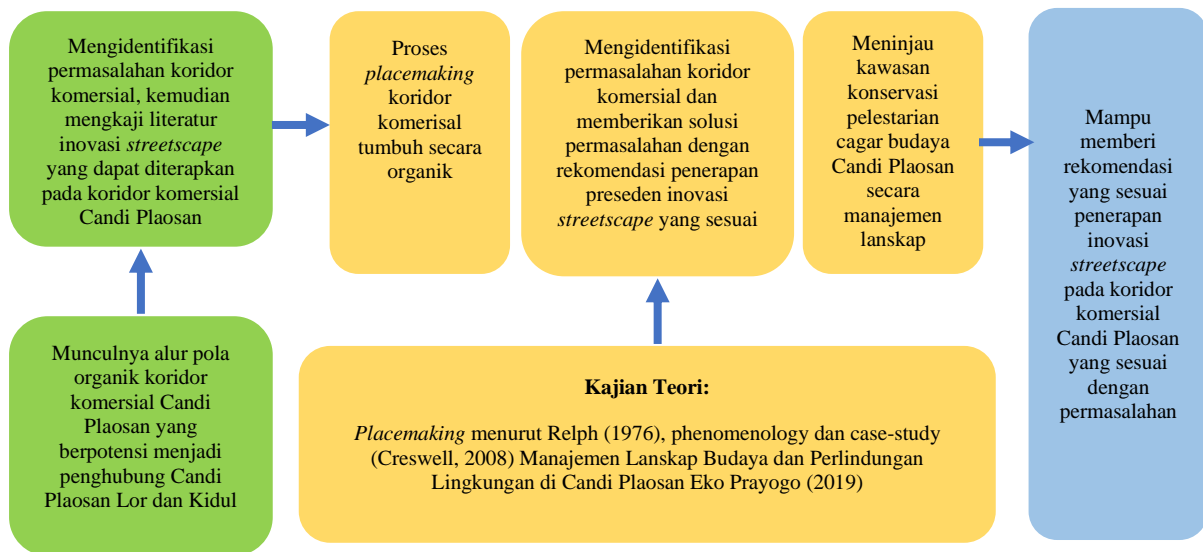 Mengidentifikasi
permasalahan koridor
komersial, kemudian
mengkaji literatur
inovasi streetscape
yang dapat diterapkan
pada koridor komersial
Candi Plaosan
Munculnya alur pola
organik koridor
komersial Candi
Plaosan yang
berpotensi menjadi
penghubung Candi
Plaosan Lor dan Kidul
Proses
placemaking
koridor
komerisal
tumbuh secara
organik
Mengidentifikasi
permasalahan koridor
komersial dan
memberikan solusi
permasalahan dengan
rekomendasi penerapan
preseden inovasi
streetscape yang sesuai
Meninjau
kawasan
konservasi
pelestarian
cagar budaya
Candi Plaosan
secara
manajemen
lanskap
Kajian Teori:
Placemaking menurut Relph (1976), phenomenology dan case-study
(Creswell, 2008) Manajemen Lanskap Budaya dan Perlindungan
Lingkungan di Candi Plaosan Eko Prayogo (2019)
Mampu
memberi
rekomendasi
yang sesuai
penerapan
inovasi
streetscape
pada koridor
komersial
Candi Plaosan
yang sesuai
dengan
permasalahan